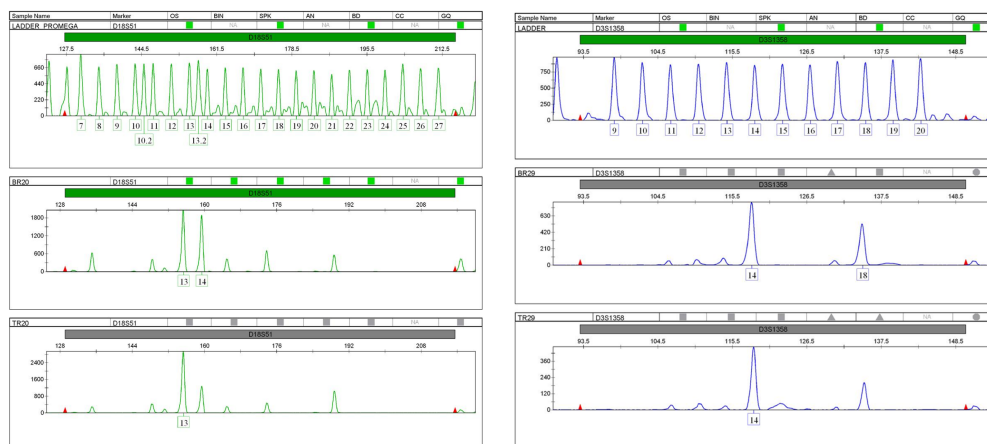 Sample Name Marker OS BIN SPK AN BD CC GQ
LADDER_PROMEGA D18S51 NA NA NA
D18S51
127.5 144.5 161.5 178.5 195.5 212.5
660
440
220
0
7 8 9 10 11 12 13 14 15 16 17 18 19 20 21 22 23 24 25 26 27
10.2 13.2
BR20 D18S51 NA
D18S51
128 144 160 176 192 208
1800
1200
600
0
13 14
TR20 D18S51 NA
D18S51
128 144 160 176 192 208
2400
1600
800
0
13
Sample Name Marker OS BIN SPK AN BD CC GQ
LADDER D3S1358 NA NA NA
D3S1358
93.5 104.5 115.5 126.5 137.5 148.5
750
500
250
0
9 10 11 12 13 14 15 16 17 18 19 20
BR29 D3S1358 NA
D3S1358
93.5 104.5 115.5 126.5 137.5 148.5
630
420
210
0
14 18
TR29 D3S1358 NA
D3S1358
93.5 104.5 115.5 126.5 137.5 148.5
360
240
120
0
14